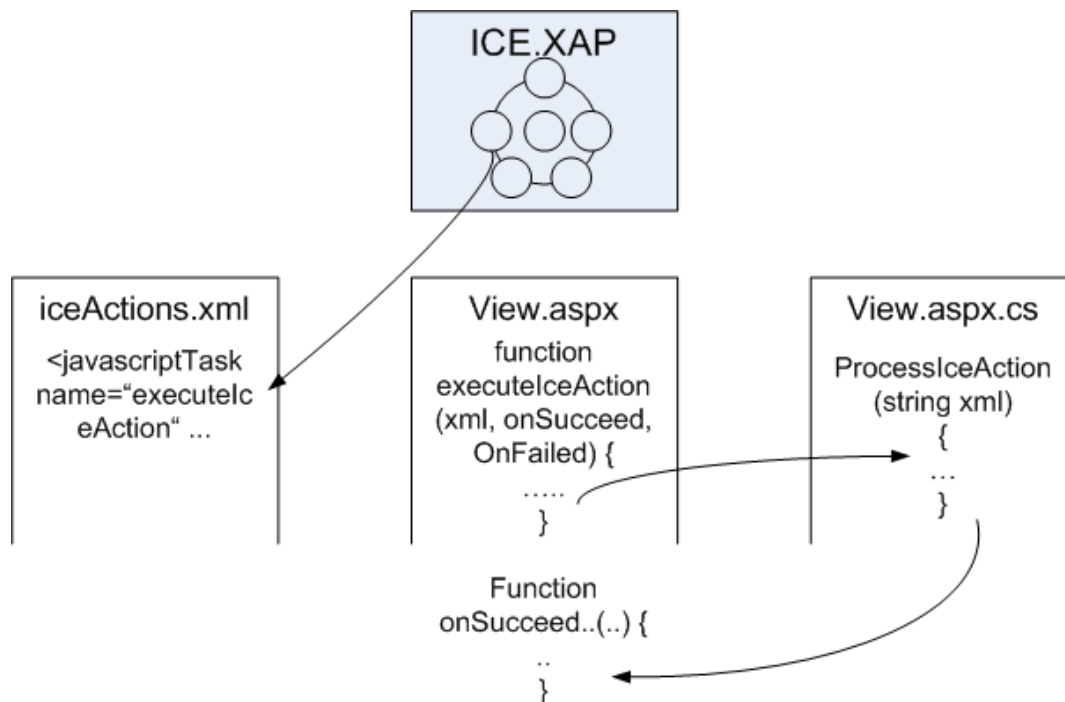 ICE.XAP
iceActions.xml
<javascriptTask
name=“executeIc
eAction“ ...
View.aspx
function
executeIceAction
(xml, onSucceed,
OnFailed) {
…..
}
View.aspx.cs
ProcessIceAction
(string xml)
{
…
}
Function
onSucceed..(..) {
..
}